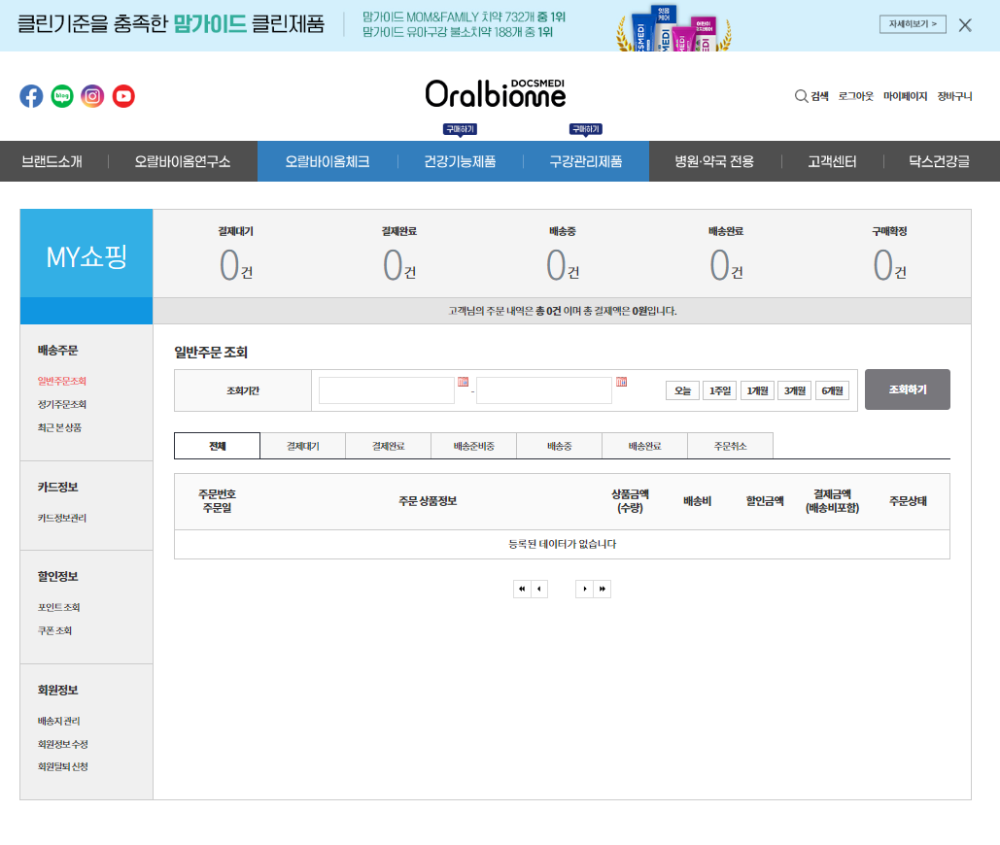 클린기준을 충족한 맘가이드 클린제품
맘가이드 MOM&FAMILY 치약 732개 중 1위
맘가이드 유아구강 불소치약 188개 중 1위
잇몸
케어
자세히보기 >
DOCSMEDI
Oralbiome
검색 로그아웃 마이페이지 장바구니
구매하기 구매하기
브랜드소개 오랄바이옴연구소 오랄바이옴체크 건강기능제품 구강관리제품 병원·약국 전용 고객센터 닥스건강글
MY쇼핑
결제대기 결제완료 배송중 배송완료 구매확정
0건 0건 0건 0건 0건
고객님의 주문 내역은 총 0건 이며 총 결제액은 0원입니다.
배송주문
일반주문조회
정기주문조회
최근 본 상품
카드정보
카드정보관리
할인정보
포인트 조회
쿠폰 조회
회원정보
배송지 관리
회원정보 수정
회원탈퇴 신청
일반주문 조회
조회기간 - 오늘 1주일 1개월 3개월 6개월 조회하기
전체 결제대기 결제완료 배송준비중 배송중 배송완료 주문취소
주문번호
주문일
주문 상품정보
상품금액
(수량)
배송비
할인금액
결제금액
(배송비포함)
주문상태
등록된 데이터가 없습니다